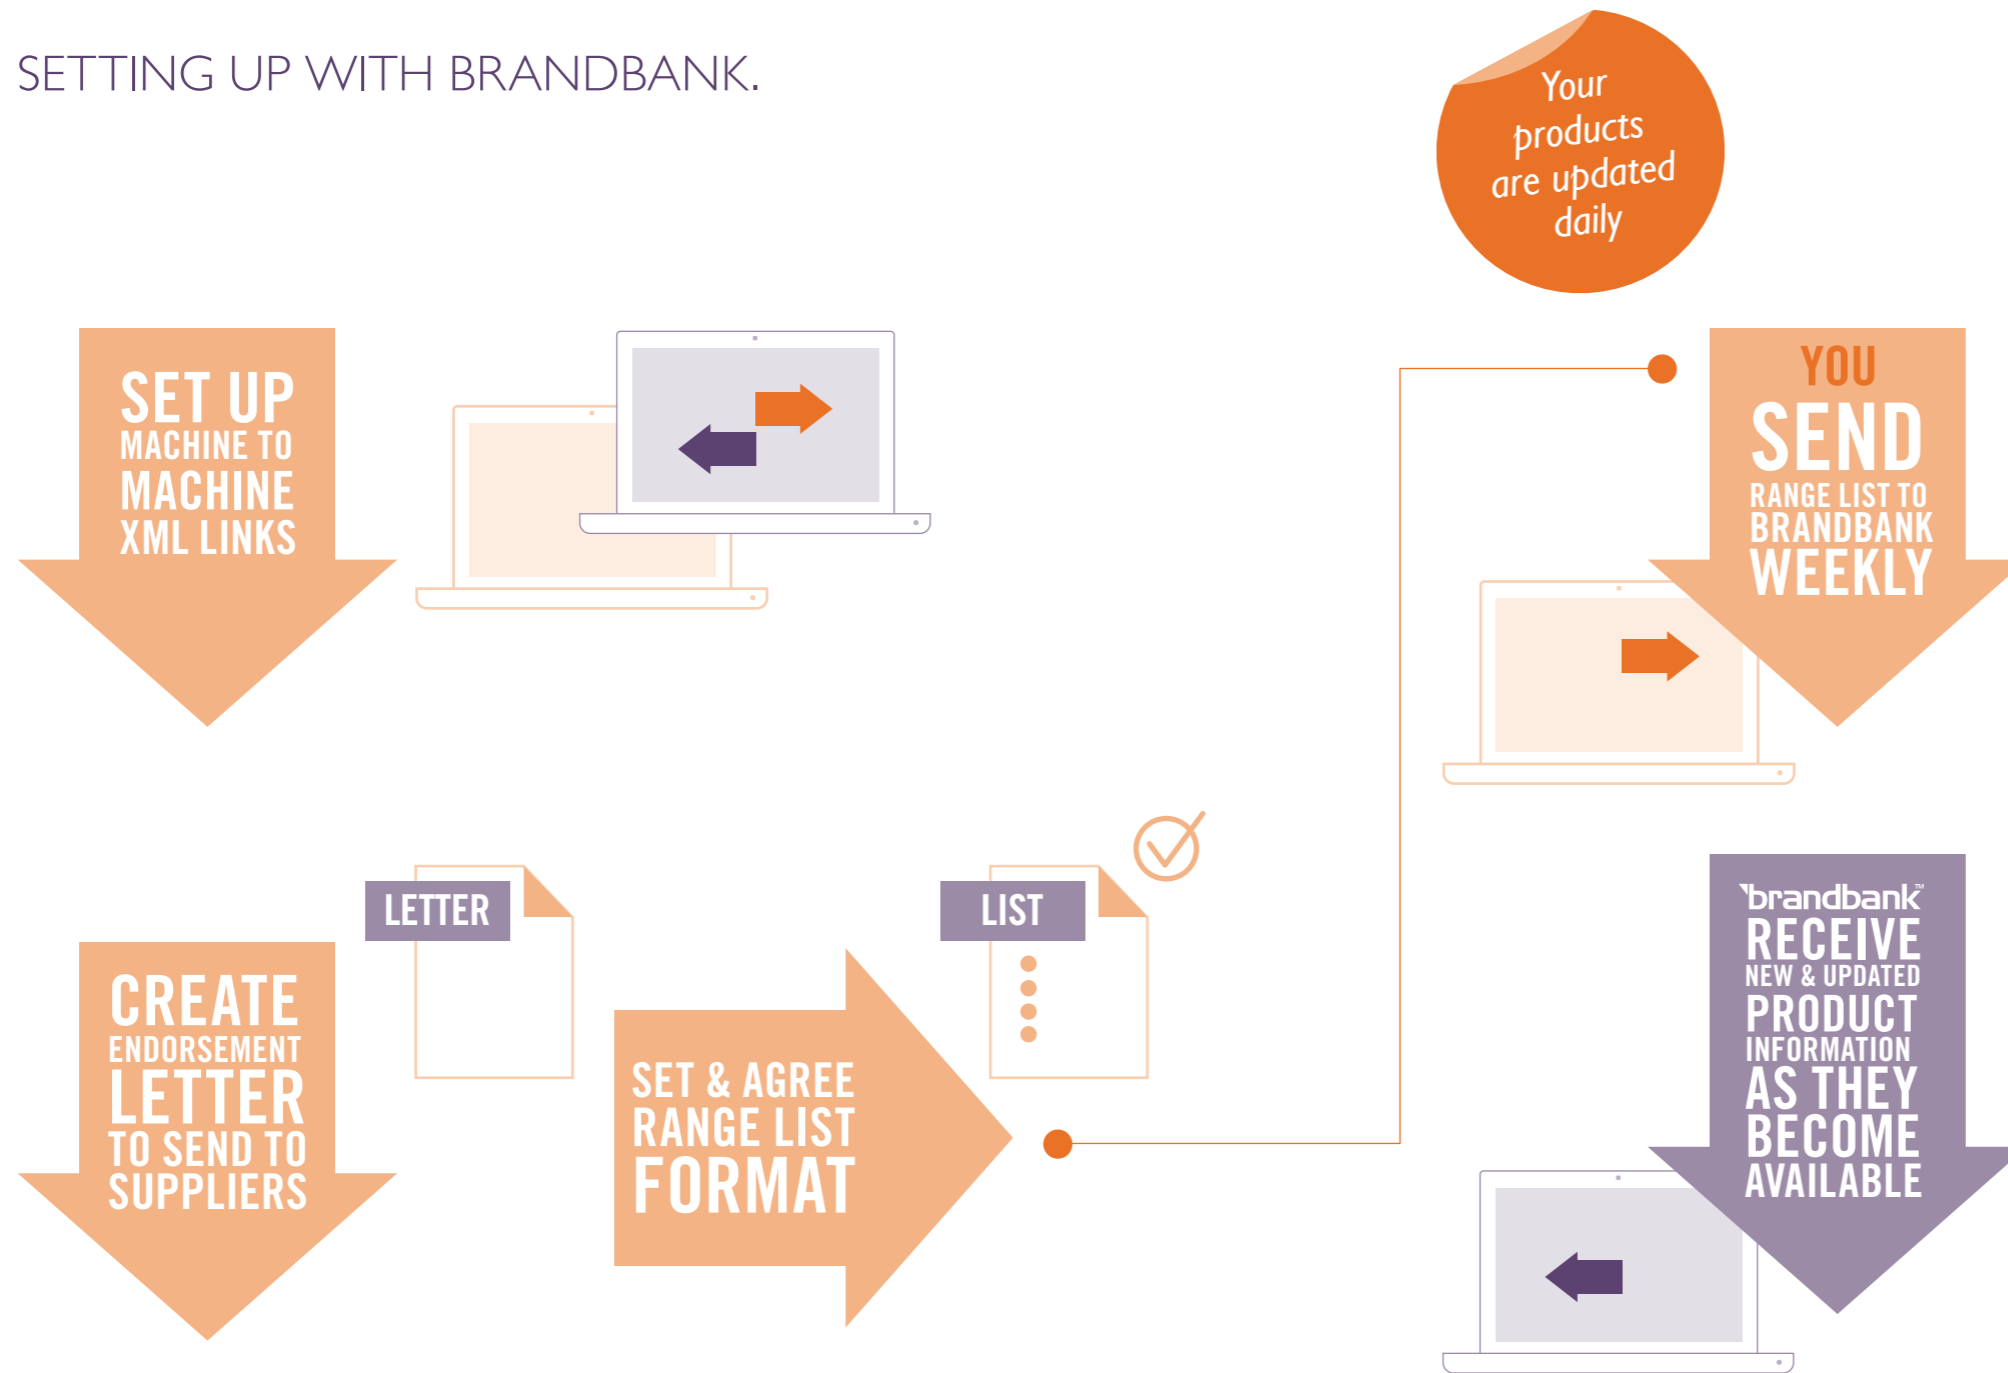 SETTING UP WITH BRANDBANK.
Your
products
are updated
daily
SET UP
MACHINE TO
MACHINE
XML LINKS
LETTER
CREATE
ENDORSEMENT
LETTER
TO SEND TO
SUPPLIERS
LIST
SET & AGREE
RANGE LIST
FORMAT
YOU
SEND
RANGE LIST TO
BRANDBANK
WEEKLY
brandbank™
RECEIVE
NEW & UPDATED
PRODUCT
INFORMATION
AS THEY
BECOME
AVAILABLE